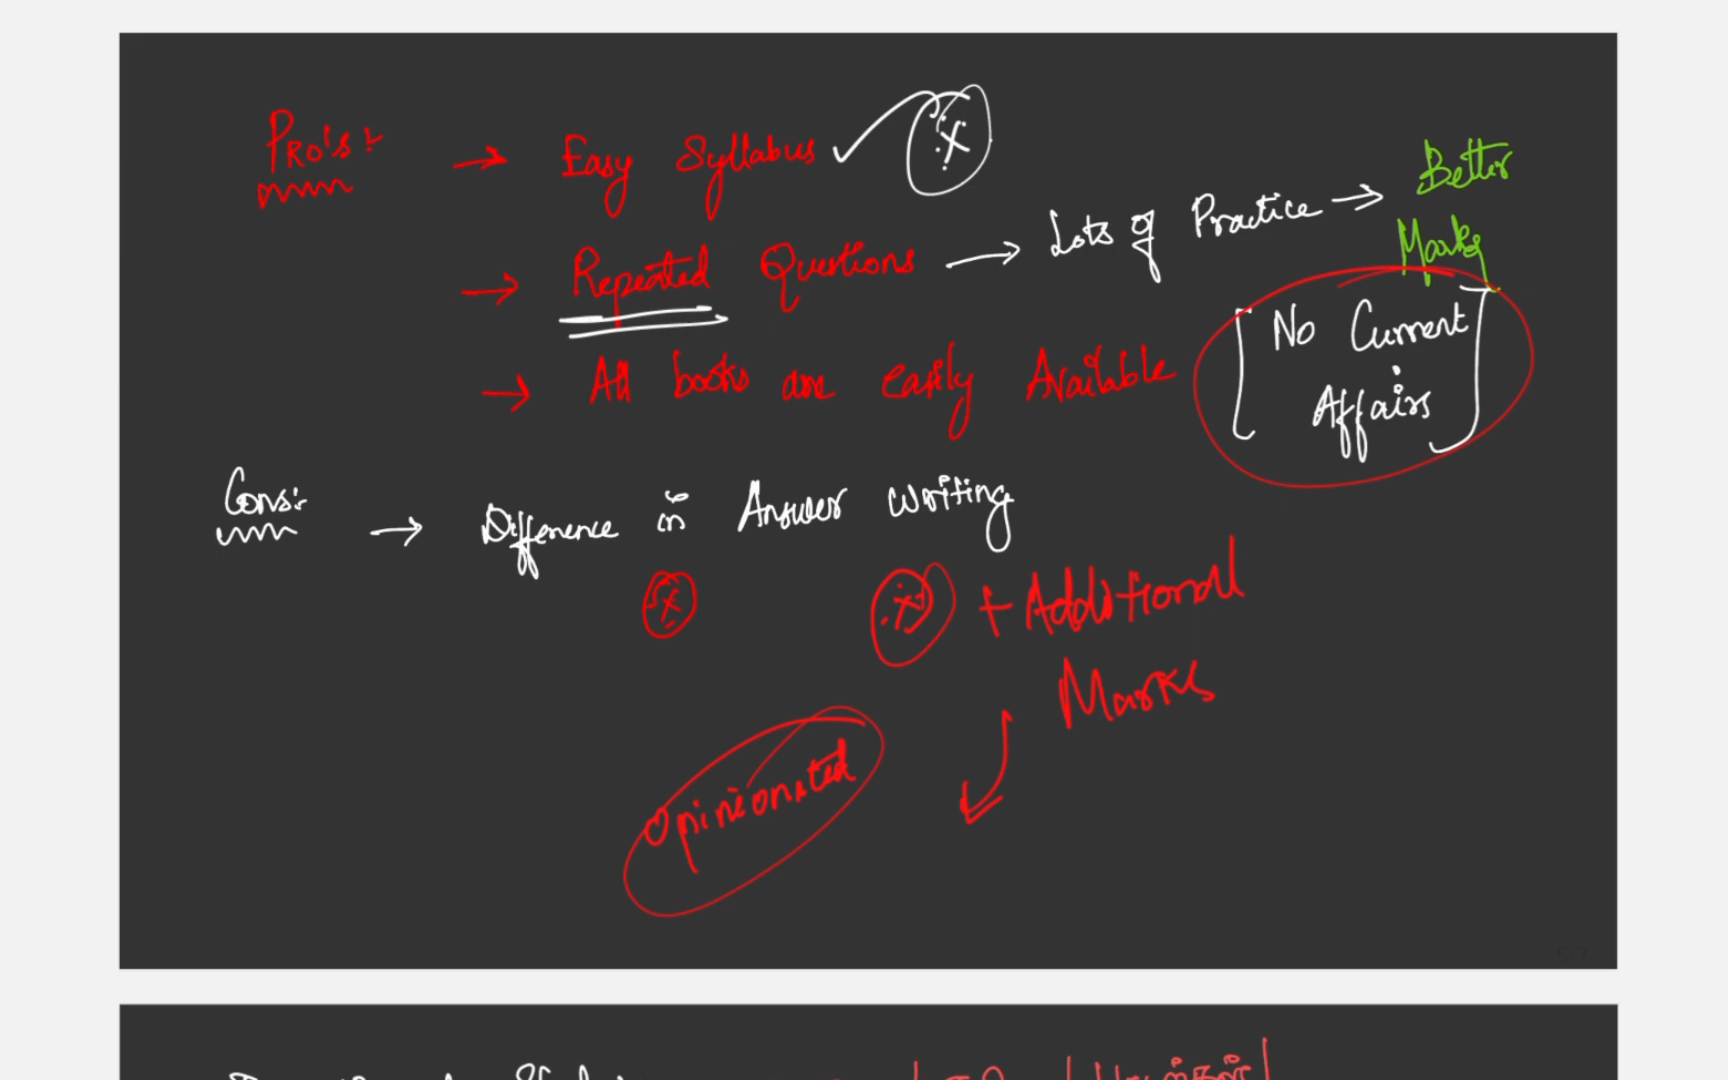 Pro's :-
→ Easy Syllabus ✓
→ Repeated Questions → Lots of Practice → Better Marks
→ All books are easily Available
[No Current Affairs]
Cons:-
→ Difference in Answer Writing
+ Additional
Marks
Opinionated